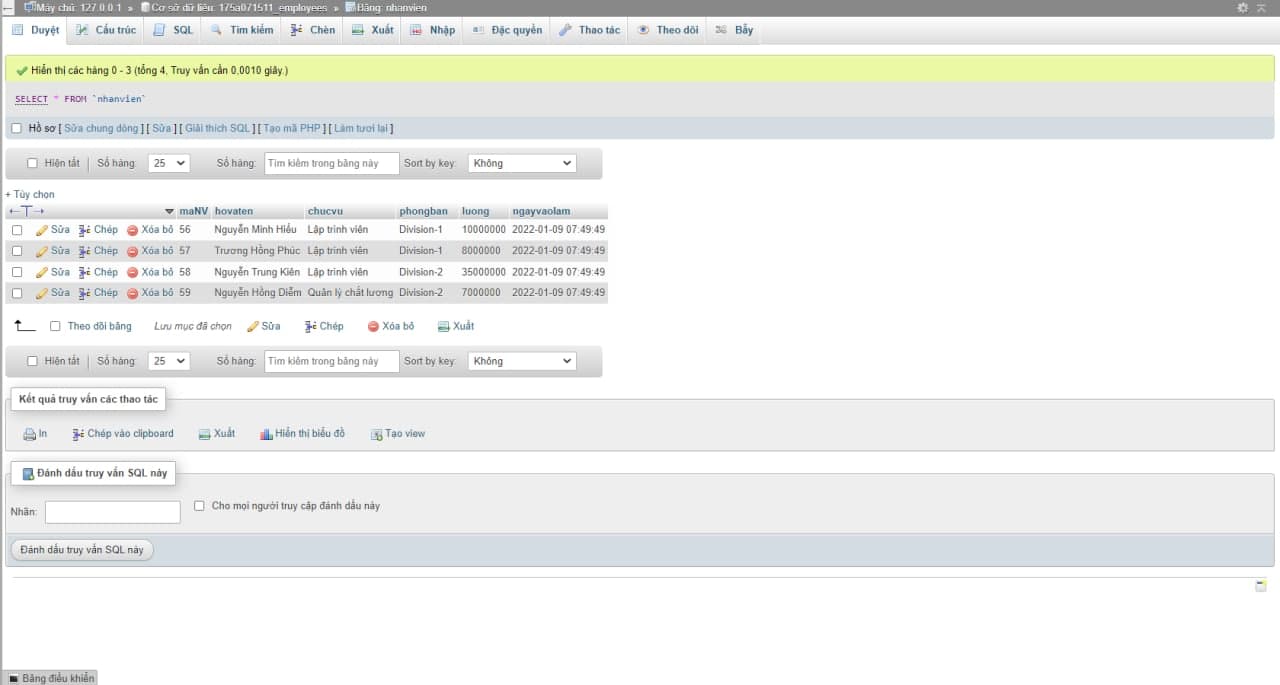 Máy chủ: 127.0.0.1 » Cơ sở dữ liệu: 175a071511_employees » Bảng: nhanvien
Duyệt Cấu trúc SQL Tìm kiếm Chèn Xuất Nhập Đặc quyền Thao tác Theo dõi Bẫy
Hiển thị các hàng 0 - 3 (tổng 4, Truy vấn cần 0,0010 giây.)
SELECT * FROM `nhanvien`
Hồ sơ [ Sửa chung dòng ] [ Sửa ] [ Giải thích SQL ] [ Tạo mã PHP ] [ Làm tươi lại ]
Hiện tất Số hàng: 25 Số hàng: Tìm kiếm trong bảng này Sort by key: Không
+ Tùy chọn
←T→ maNV hovaten chucvu phongban luong ngayvaolam
Sửa Chép Xóa bỏ 56 Nguyễn Minh Hiếu Lập trình viên Division-1 10000000 2022-01-09 07:49:49
Sửa Chép Xóa bỏ 57 Trương Hồng Phúc Lập trình viên Division-1 8000000 2022-01-09 07:49:49
Sửa Chép Xóa bỏ 58 Nguyễn Trung Kiên Lập trình viên Division-2 35000000 2022-01-09 07:49:49
Sửa Chép Xóa bỏ 59 Nguyễn Hồng Diễm Quản lý chất lượng Division-2 7000000 2022-01-09 07:49:49
Theo dõi bảng Lưu mục đã chọn Sửa Chép Xóa bỏ Xuất
Hiện tất Số hàng: 25 Số hàng: Tìm kiếm trong bảng này Sort by key: Không
Kết quả truy vấn các thao tác
In Chép vào clipboard Xuất Hiển thị biểu đồ Tạo view
Đánh dấu truy vấn SQL này
Nhãn: Cho mọi người truy cập đánh dấu này
Đánh dấu truy vấn SQL này
Bảng điều khiển